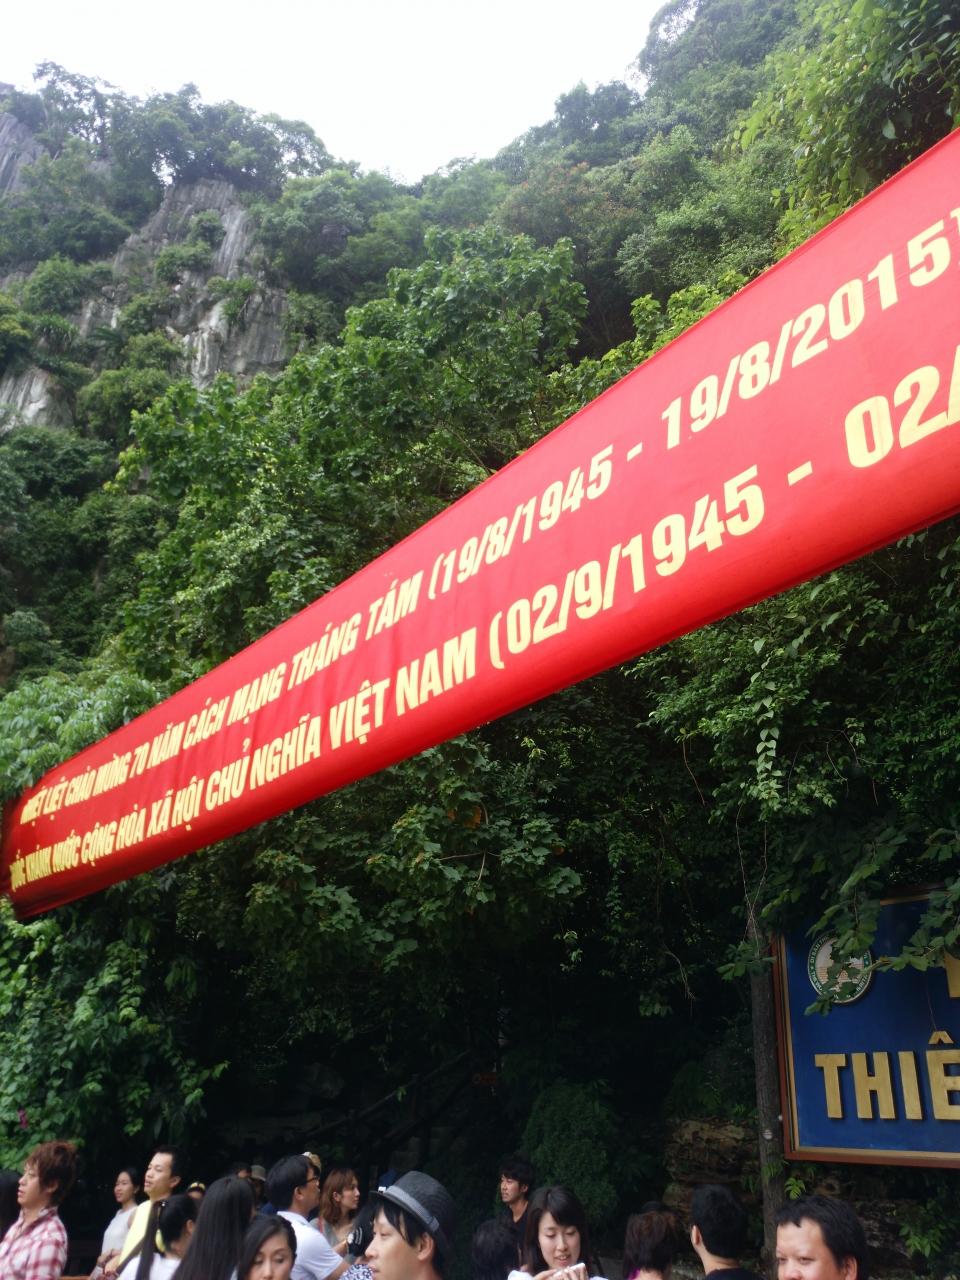 NHIỆT LIỆT CHÀO MỪNG 70 NĂM CÁCH MẠNG THÁNG TÁM (19/8/1945 - 19/8/2015)
QUỐC KHÁNH NƯỚC CỘNG HÒA XÃ HỘI CHỦ NGHĨA VIỆT NAM (02/9/1945 - 02/
THIÊ